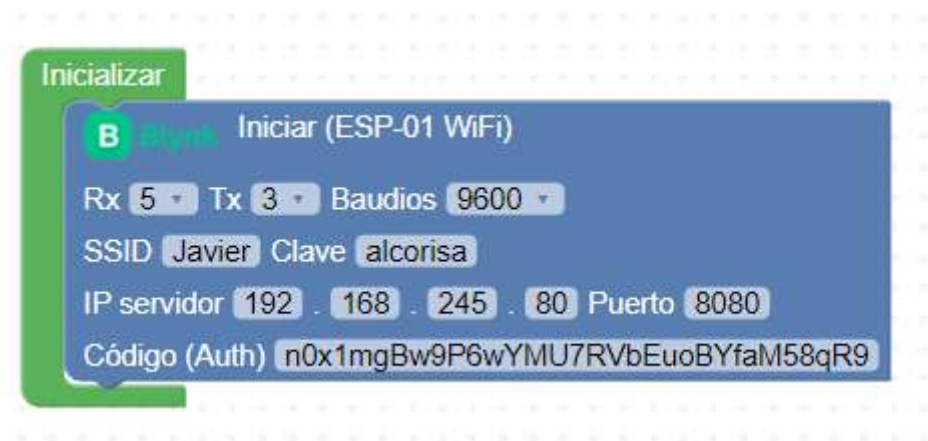 Inicializar
B Blynk Iniciar (ESP-01 WiFi)
Rx 5 Tx 3 Baudios 9600
SSID Javier Clave alcorisa
IP servidor 192 . 168 . 245 . 80 Puerto 8080
Código (Auth) n0x1mgBw9P6wYMU7RVbEuoBYfaM58qR9